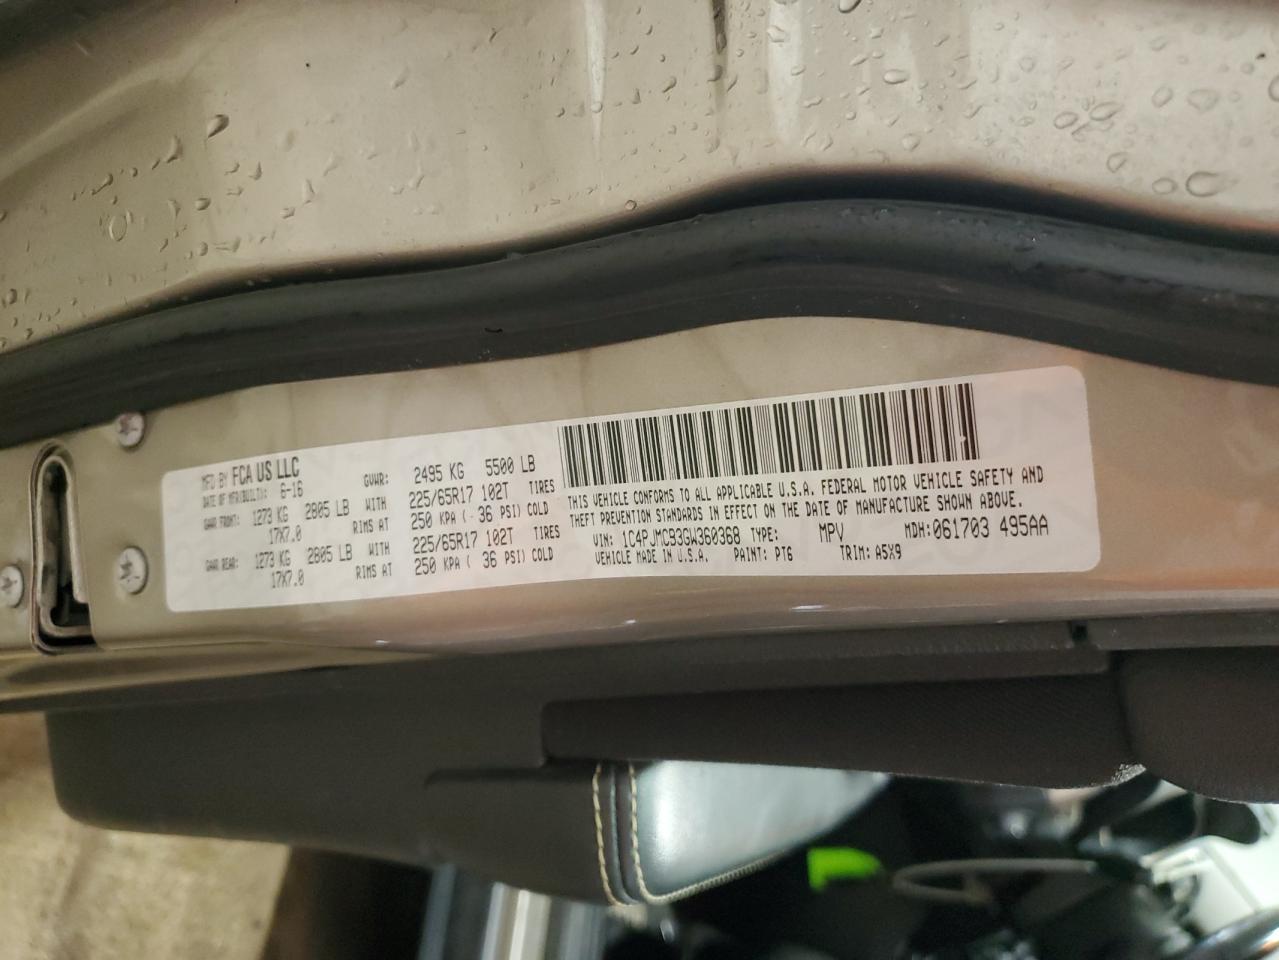 MFD BY FCA US LLC
DATE OF MFR(BUILT): 6-16 GVWR: 2495 KG 5500 LB
GAWR FRONT: 1273 KG 2805 LB WITH 225/65R17 102T TIRES
17X7.0 RIMS AT 250 KPA ( 36 PSI) COLD
GAWR REAR: 1273 KG 2805 LB WITH 225/65R17 102T TIRES
17X7.0 RIMS AT 250 KPA ( 36 PSI) COLD
THIS VEHICLE CONFORMS TO ALL APPLICABLE U.S.A. FEDERAL MOTOR VEHICLE SAFETY AND
THEFT PREVENTION STANDARDS IN EFFECT ON THE DATE OF MANUFACTURE SHOWN ABOVE.
VIN: 1C4PJMCB3GW360368 TYPE: MPV MDH:061703 495AA
VEHICLE MADE IN U.S.A. PAINT: PT6 TRIM: A5X9